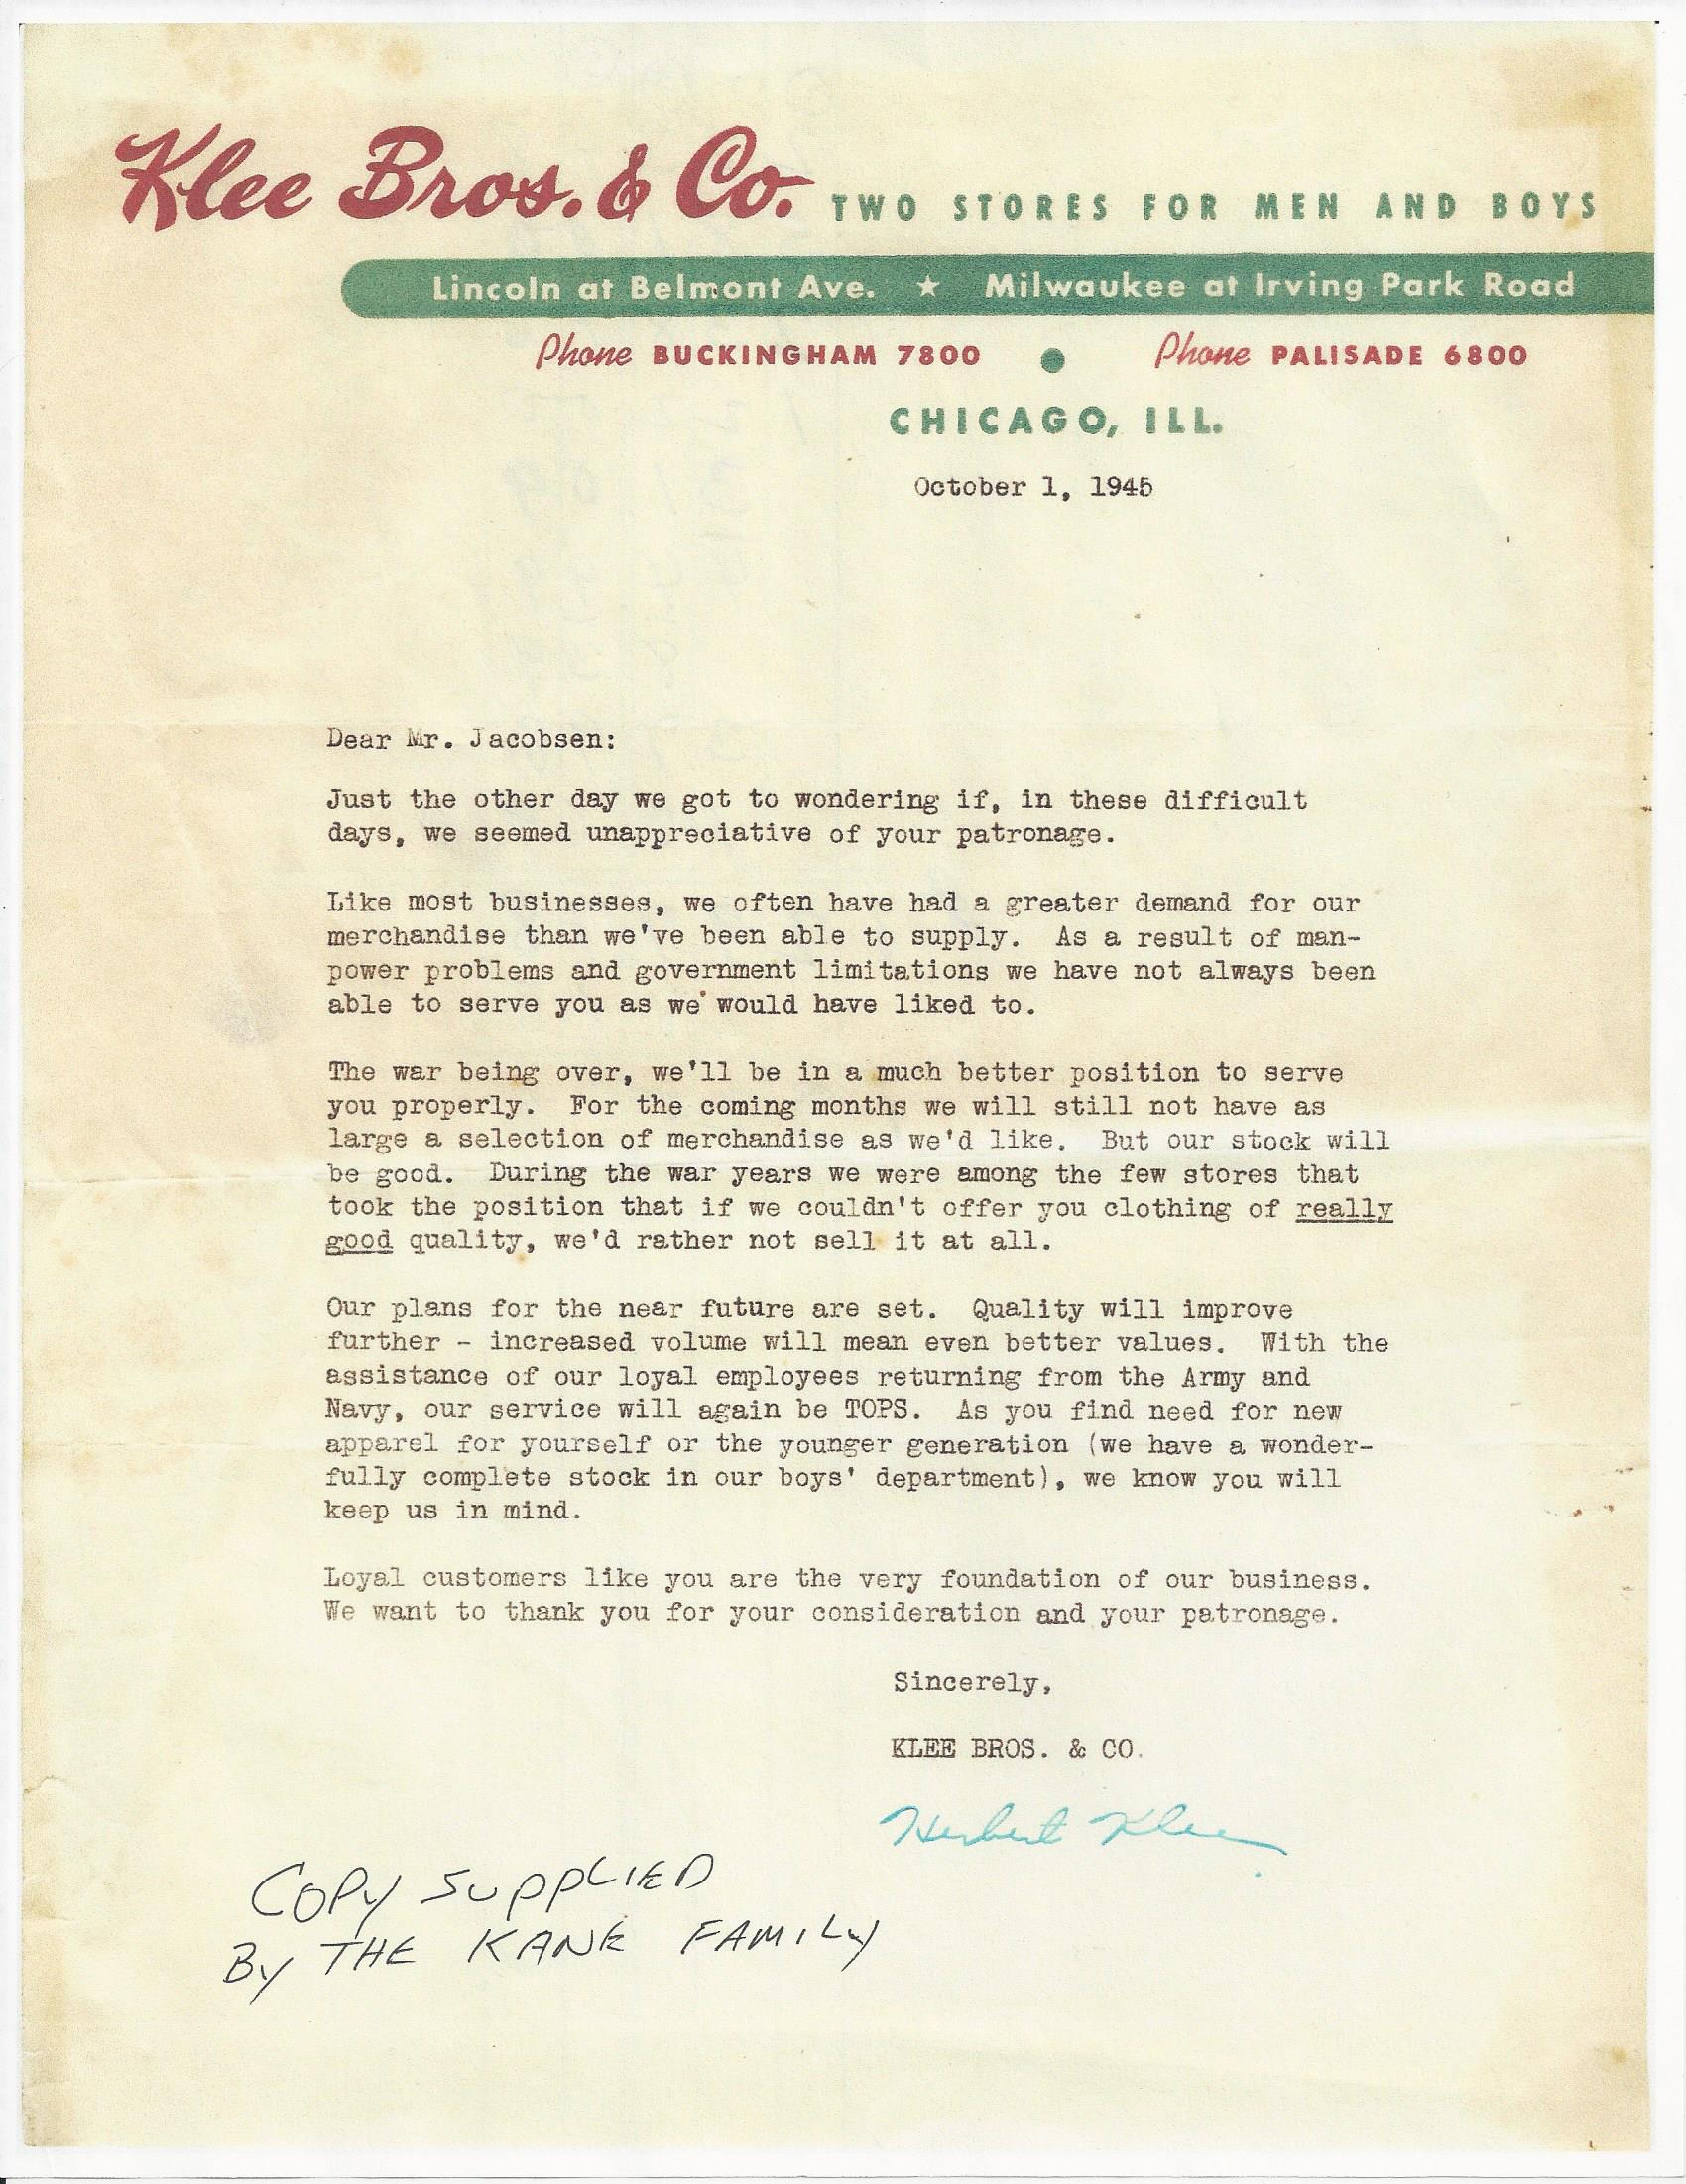 Klee Bros. & Co. TWO STORES FOR MEN AND BOYS
Lincoln at Belmont Ave. ★ Milwaukee at Irving Park Road
Phone BUCKINGHAM 7800 ● Phone PALISADE 6800
CHICAGO, ILL.
October 1, 1945
Dear Mr. Jacobsen:
Just the other day we got to wondering if, in these difficult
days, we seemed unappreciative of your patronage.
Like most businesses, we often have had a greater demand for our
merchandise than we've been able to supply. As a result of man-
power problems and government limitations we have not always been
able to serve you as we would have liked to.
The war being over, we'll be in a much better position to serve
you properly. For the coming months we will still not have as
large a selection of merchandise as we'd like. But our stock will
be good. During the war years we were among the few stores that
took the position that if we couldn't offer you clothing of really
good quality, we'd rather not sell it at all.
Our plans for the near future are set. Quality will improve
further - increased volume will mean even better values. With the
assistance of our loyal employees returning from the Army and
Navy, our service will again be TOPS. As you find need for new
apparel for yourself or the younger generation (we have a wonder-
fully complete stock in our boys' department), we know you will
keep us in mind.
Loyal customers like you are the very foundation of our business.
We want to thank you for your consideration and your patronage.
Sincerely,
KLEE BROS. & CO.
Herbert Klee
COPY SUPPLIED
BY THE KANE FAMILY